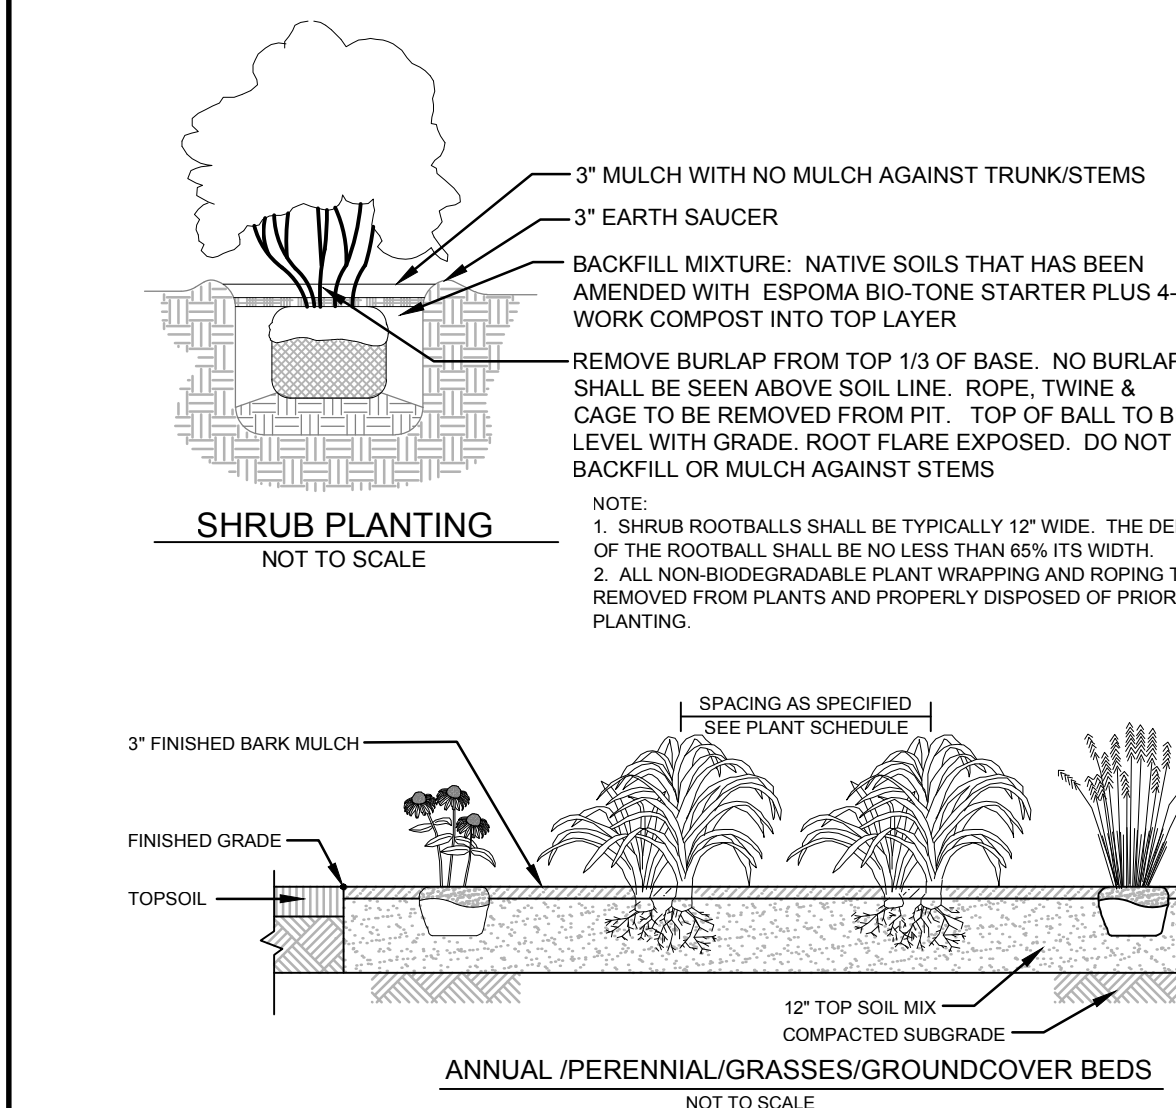 3" MULCH WITH NO MULCH AGAINST TRUNK/STEMS
3" EARTH SAUCER
BACKFILL MIXTURE: NATIVE SOILS THAT HAS BEEN
AMENDED WITH ESPOMA BIO-TONE STARTER PLUS 4-
WORK COMPOST INTO TOP LAYER
REMOVE BURLAP FROM TOP 1/3 OF BASE. NO BURLAP
SHALL BE SEEN ABOVE SOIL LINE. ROPE, TWINE &
CAGE TO BE REMOVED FROM PIT. TOP OF BALL TO B
LEVEL WITH GRADE. ROOT FLARE EXPOSED. DO NOT
BACKFILL OR MULCH AGAINST STEMS
SHRUB PLANTING
NOT TO SCALE
NOTE:
1. SHRUB ROOTBALLS SHALL BE TYPICALLY 12" WIDE. THE DE
OF THE ROOTBALL SHALL BE NO LESS THAN 65% ITS WIDTH.
2. ALL NON-BIODEGRADABLE PLANT WRAPPING AND ROPING T
REMOVED FROM PLANTS AND PROPERLY DISPOSED OF PRIOR
PLANTING.
SPACING AS SPECIFIED
SEE PLANT SCHEDULE
3" FINISHED BARK MULCH
FINISHED GRADE
TOPSOIL
12" TOP SOIL MIX
COMPACTED SUBGRADE
ANNUAL /PERENNIAL/GRASSES/GROUNDCOVER BEDS
NOT TO SCALE